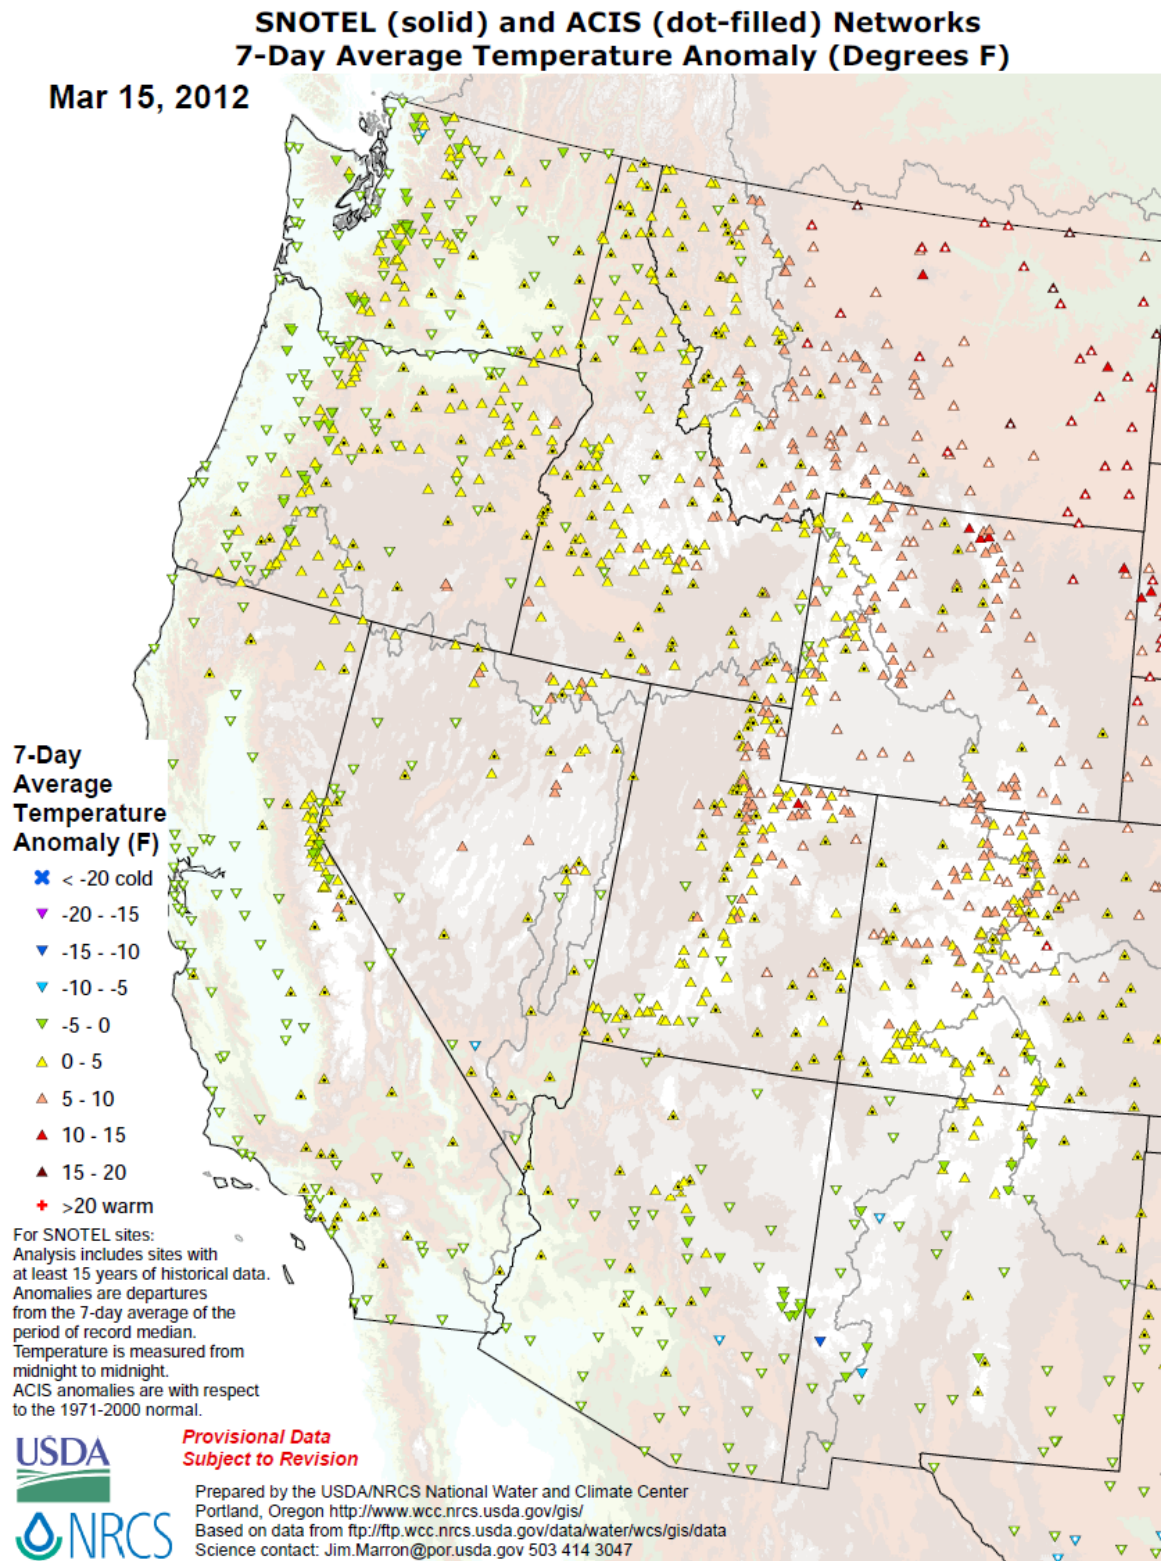 SNOTEL (solid) and ACIS (dot-filled) Networks
7-Day Average Temperature Anomaly (Degrees F)
Mar 15, 2012
7-Day
Average
Temperature
Anomaly (F)
< -20 cold
-20 - -15
-15 - -10
-10 - -5
-5 - 0
0 - 5
5 - 10
10 - 15
15 - 20
>20 warm
For SNOTEL sites:
Analysis includes sites with
at least 15 years of historical data.
Anomalies are departures
from the 7-day average of the
period of record median.
Temperature is measured from
midnight to midnight.
ACIS anomalies are with respect
to the 1971-2000 normal.
USDA
NRCS
Provisional Data
Subject to Revision
Prepared by the USDA/NRCS National Water and Climate Center
Portland, Oregon http://www.wcc.nrcs.usda.gov/gis/
Based on data from ftp://ftp.wcc.nrcs.usda.gov/data/water/wcs/gis/data
Science contact: Jim.Marron@por.usda.gov 503 414 3047